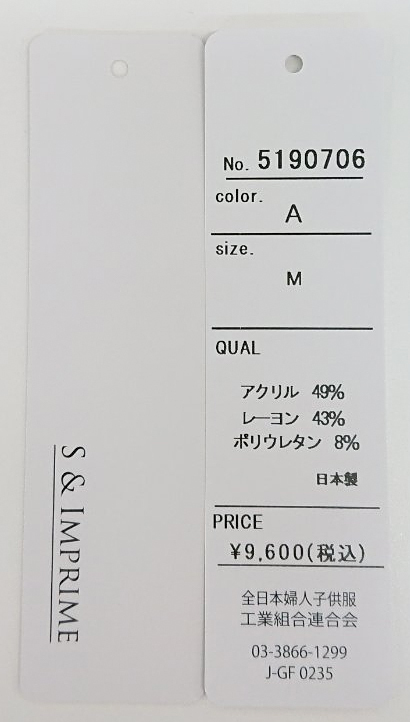 S & IMPRIME
No. 5190706
color.
A
size.
M
QUAL
アクリル 49%
レーヨン 43%
ポリウレタン 8%
日本製
PRICE
¥9,600(税込)
全日本婦人子供服
工業組合連合会
03-3866-1299
J-GF 0235